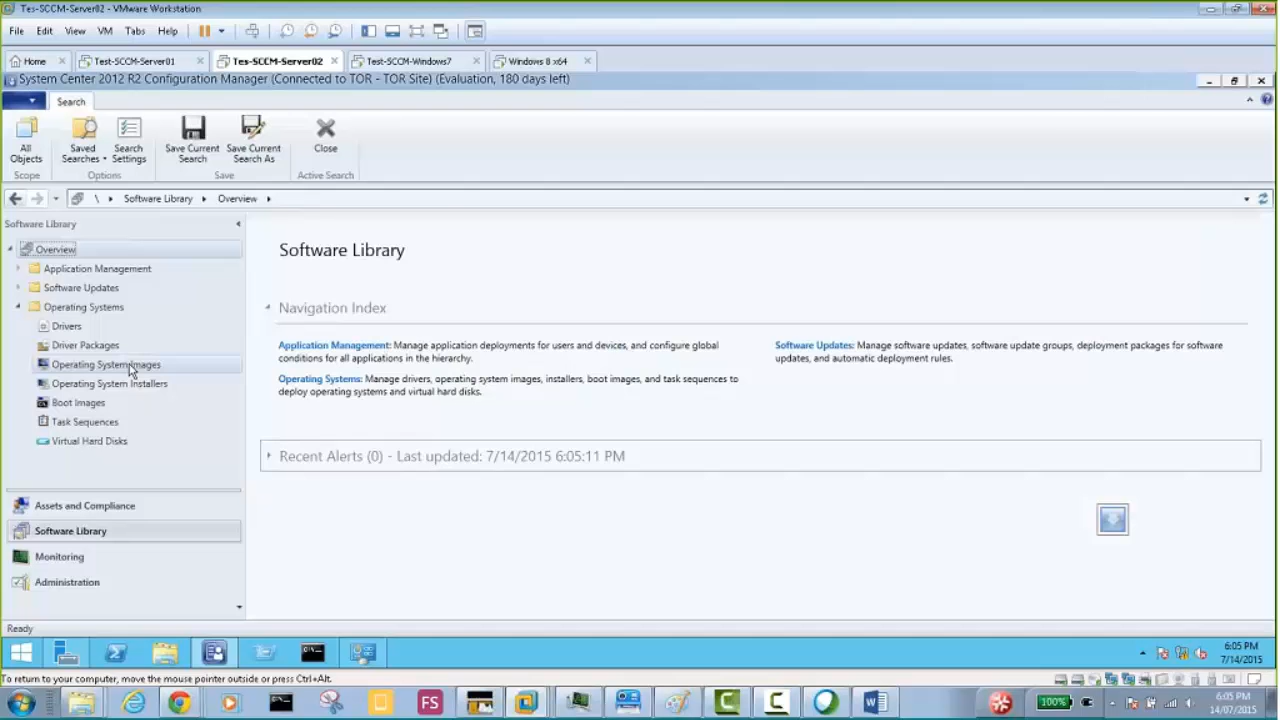 Tes-SCCM-Server02 - VMware Workstation
File Edit View VM Tabs Help
Home Test-SCCM-Server01 Tes-SCCM-Server02 Test-SCCM-Windows7 Windows 8 x64
System Center 2012 R2 Configuration Manager (Connected to TOR - TOR Site) (Evaluation, 180 days left)
Search
All Objects
Saved Searches
Search Settings
Save Current Search
Save Current Search As
Close
Scope Options Save Active Search
\ Software Library Overview
Software Library
Overview
Application Management
Software Updates
Operating Systems
Drivers
Driver Packages
Operating System Images
Operating System Installers
Boot Images
Task Sequences
Virtual Hard Disks
Assets and Compliance
Software Library
Monitoring
Administration
Software Library
Navigation Index
Application Management: Manage application deployments for users and devices, and configure global
conditions for all applications in the hierarchy.
Operating Systems: Manage drivers, operating system images, installers, boot images, and task sequences to
deploy operating systems and virtual hard disks.
Software Updates: Manage software updates, software update groups, deployment packages for software
updates, and automatic deployment rules.
Recent Alerts (0) - Last updated: 7/14/2015 6:05:11 PM
Ready
6:05 PM
7/14/2015
To return to your computer, move the mouse pointer outside or press Ctrl+Alt.
FS
100%
6:05 PM
14/07/2015